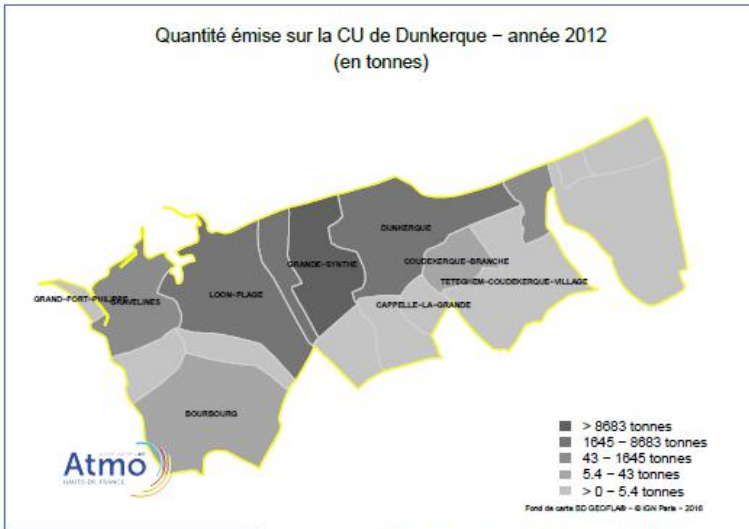 Quantité émise sur la CU de Dunkerque – année 2012
(en tonnes)
DUNKERQUE
GRANDE-SYNTHE
COUDEKERQUE-BRANCHE
TETEGHEM-COUDEKERQUE-VILLAGE
GRAND-FORT-PHILIPPE
GRAVELINES
LOON-PLAGE
CAPPELLE-LA-GRANDE
BOURBOURG
> 8683 tonnes
1645 – 8683 tonnes
43 – 1645 tonnes
5.4 – 43 tonnes
> 0 – 5.4 tonnes
Atmo
HAUTS-DE-FRANCE
Fond de carte BD GEOFLA® – © IGN Paris – 2016